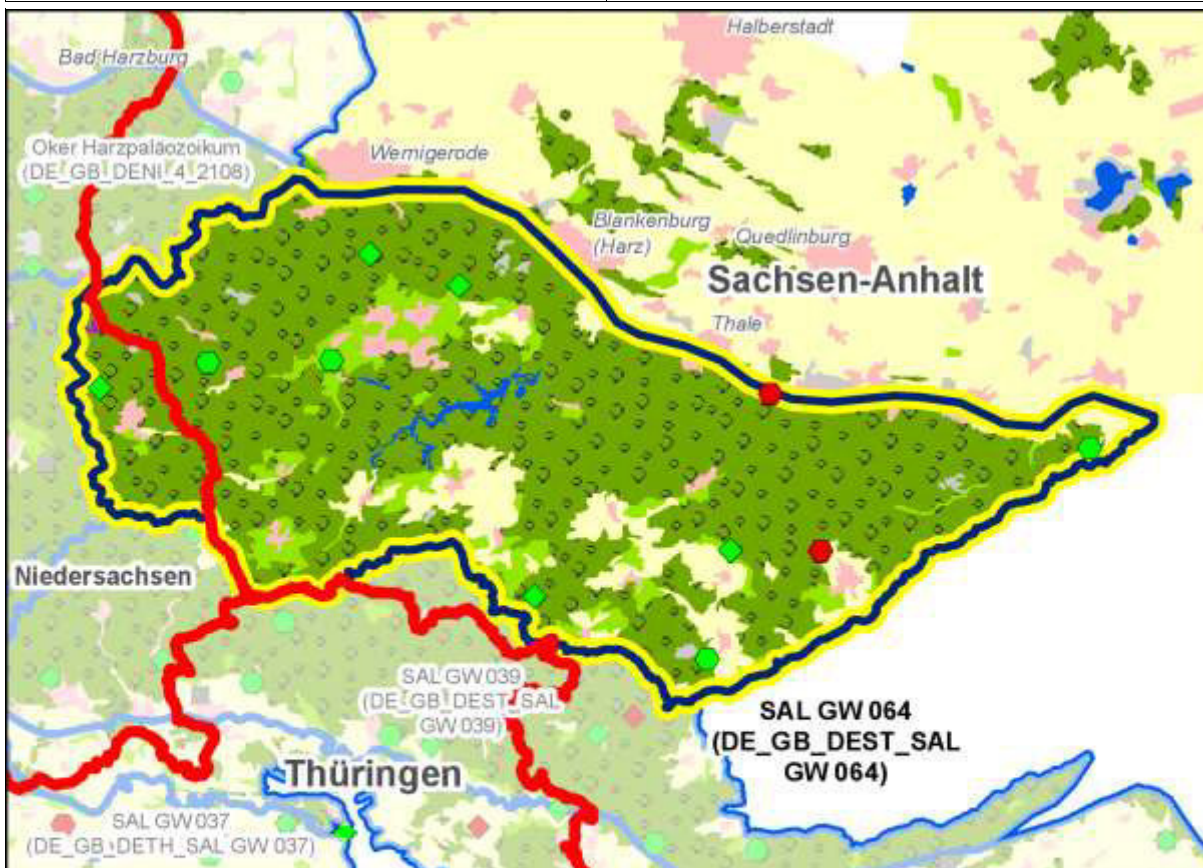 Halberstadt
Bad Harzburg
Oker Harzpaläozoikum
(DE_GB_DENI_4_2108)
Wernigerode
Blankenburg
(Harz)
Quedlinburg
Sachsen-Anhalt
Thale
Niedersachsen
SAL GW 039
(DE_GB_DEST_SAL
GW 039)
SAL GW 064
(DE_GB_DEST_SAL
GW 064)
Thüringen
SAL GW 037
(DE_GB_DETH_SAL GW 037)